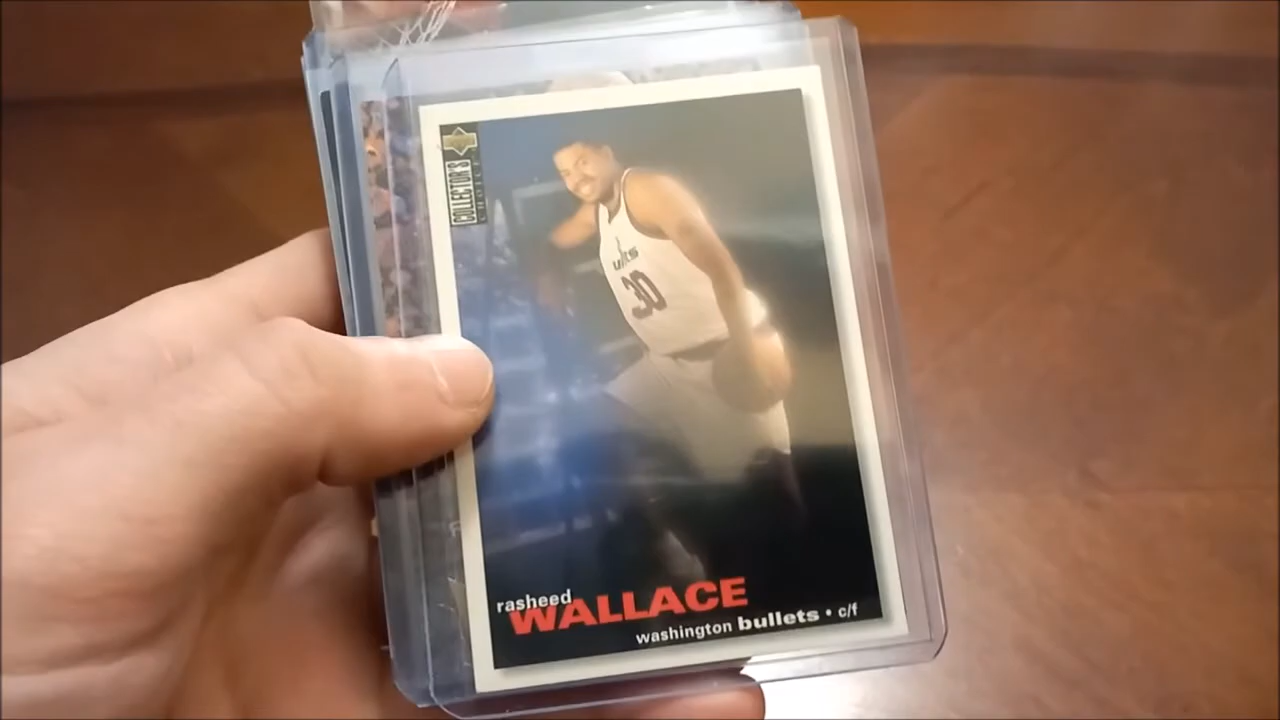 COLLECTOR'S
CHOICE
30
rasheed
WALLACE
washington bullets • c/f